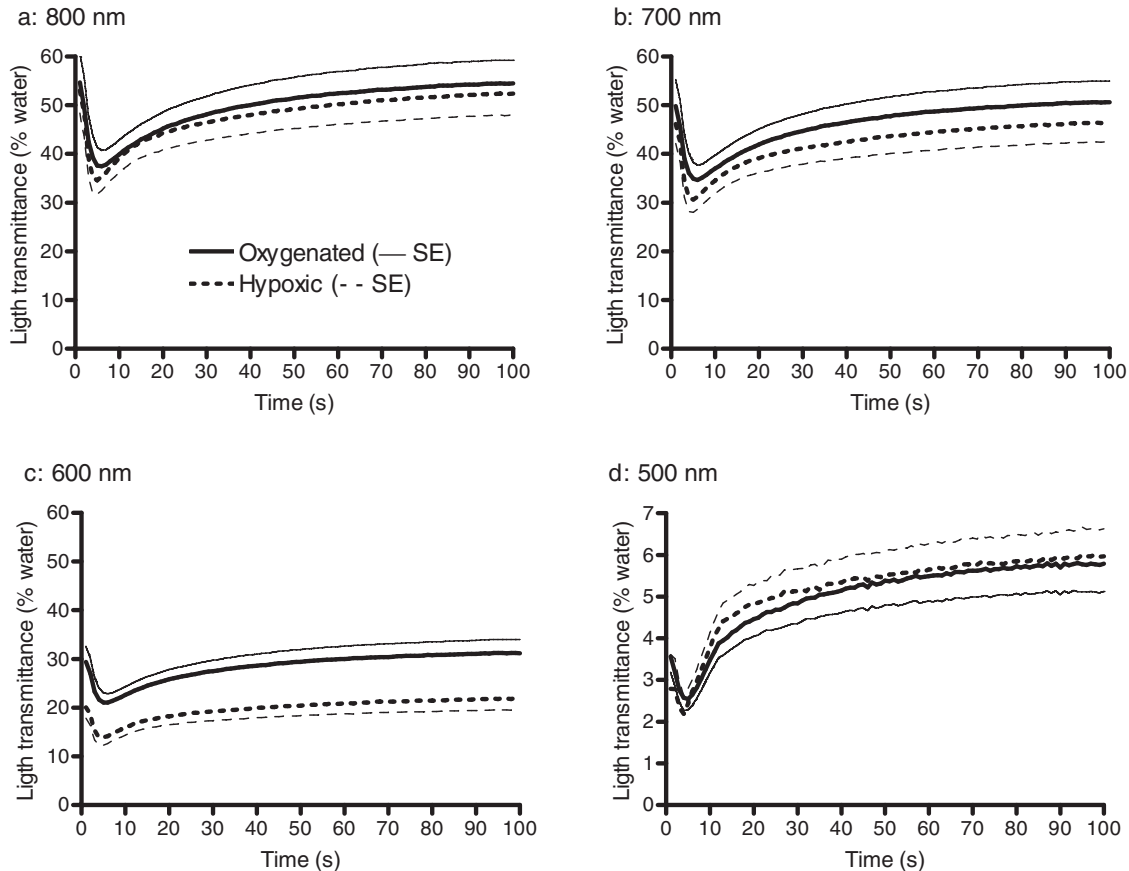 a: 800 nm
60
50
40
30
20
10
0
Ligth transmittance (% water)
Oxygenated (— SE)
Hypoxic (- - SE)
0 10 20 30 40 50 60 70 80 90 100
Time (s)
b: 700 nm
60
50
40
30
20
10
0
Ligth transmittance (% water)
0 10 20 30 40 50 60 70 80 90 100
Time (s)
c: 600 nm
60
50
40
30
20
10
0
Ligth transmittance (% water)
0 10 20 30 40 50 60 70 80 90 100
Time (s)
d: 500 nm
7
6
5
4
3
2
1
0
Ligth transmittance (% water)
0 10 20 30 40 50 60 70 80 90 100
Time (s)